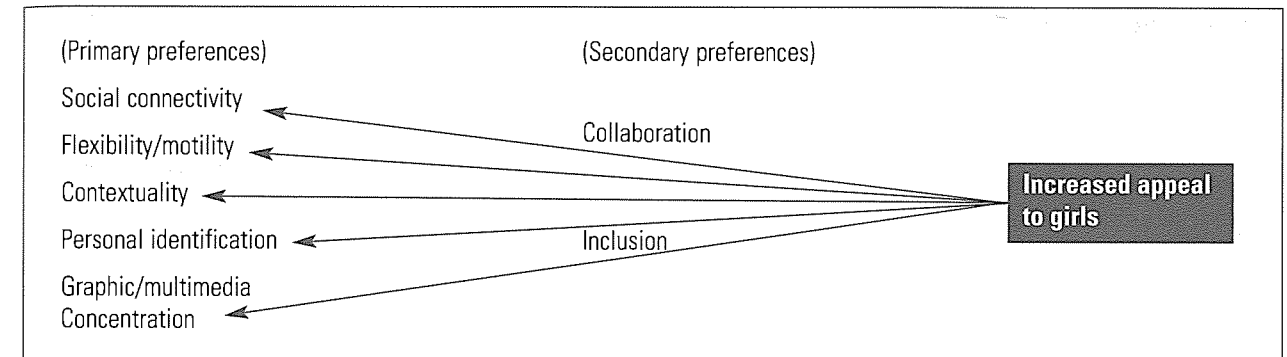 (Primary preferences)
(Secondary preferences)
Social connectivity
Collaboration
Flexibility/motility
Contextuality
Increased appeal
to girls
Personal identification
Inclusion
Graphic/multimedia
Concentration